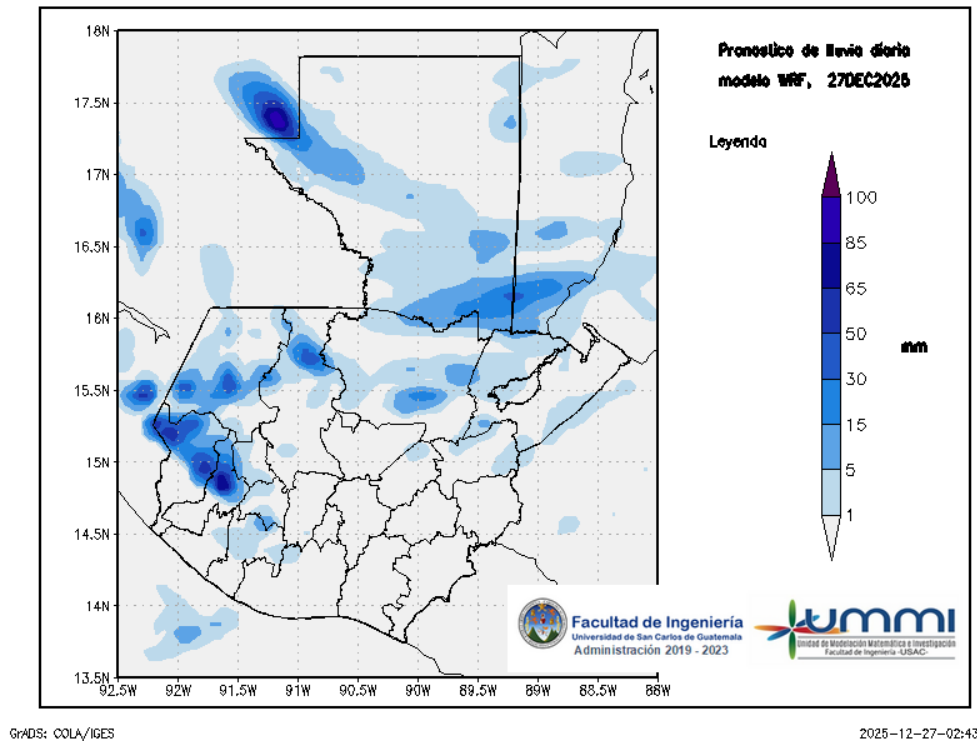 Pronostico de lluvia diaria
modelo WRF, 27DEC2025
Leyenda
100
85
65
50
30
15
5
1
mm
18N
17.5N
17N
16.5N
16N
15.5N
15N
14.5N
14N
13.5N
92.5W
92W
91.5W
91W
90.5W
90W
89.5W
89W
88.5W
88W
Facultad de Ingeniería
Universidad de San Carlos de Guatemala
Administración 2019 - 2023
ummi
Unidad de Modelación Matemática e Investigación
Facultad de Ingeniería -USAC-
GrADS: COLA/IGES
2025-12-27-02:43